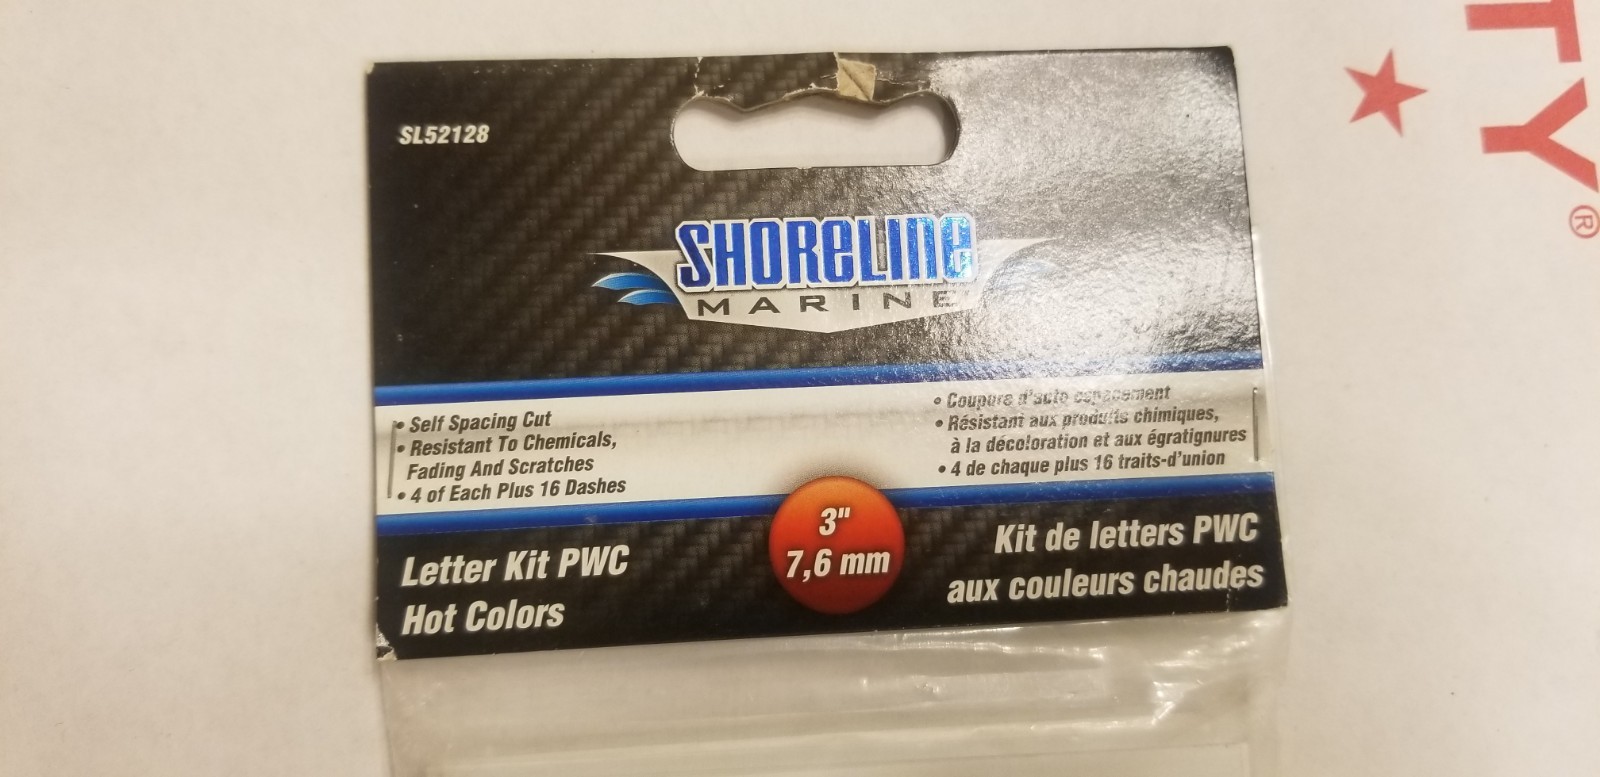 SL52128
SHORELINE
MARINE
• Self Spacing Cut
• Resistant To Chemicals,
Fading And Scratches
• 4 of Each Plus 16 Dashes
• Coupure d'auto espacement
• Résistant aux produits chimiques,
à la décoloration et aux égratignures
• 4 de chaque plus 16 traits-d'union
3"
7,6 mm
Letter Kit PWC
Hot Colors
Kit de letters PWC
aux couleurs chaudes
TY®